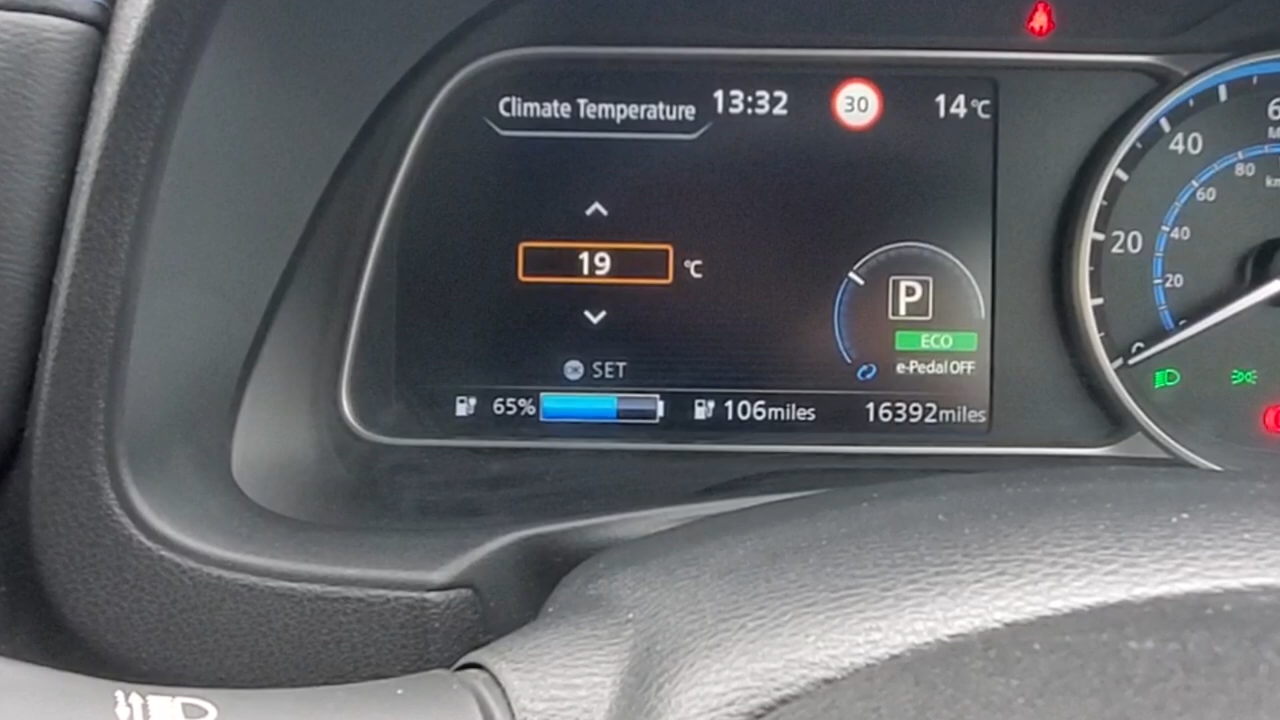 Climate Temperature 13:32 30 14°C
19 °C
P
ECO
SET e-Pedal OFF
65% 106miles 16392miles
40
80
60
20
40
20
0